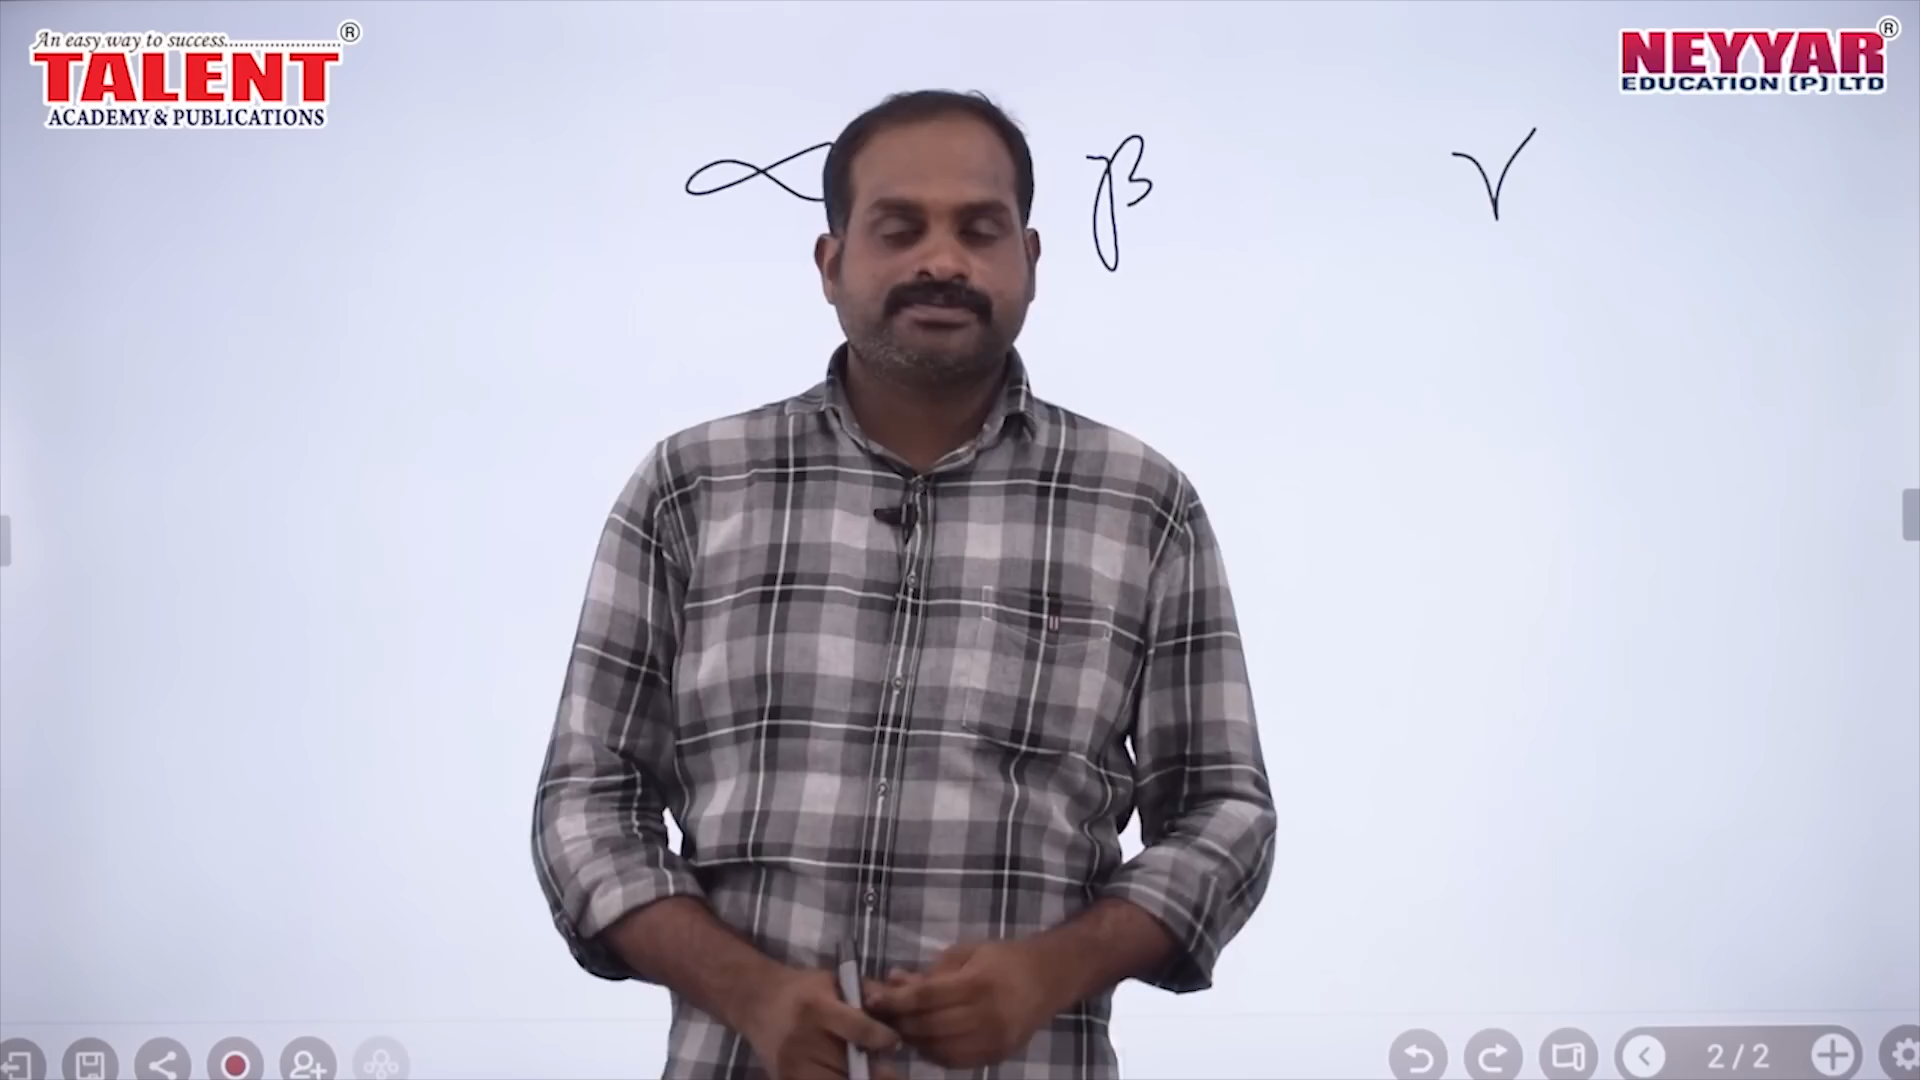 An easy way to success........................ ®
TALENT
ACADEMY & PUBLICATIONS
NEYYAR ®
EDUCATION (P) LTD
α β γ
2/2